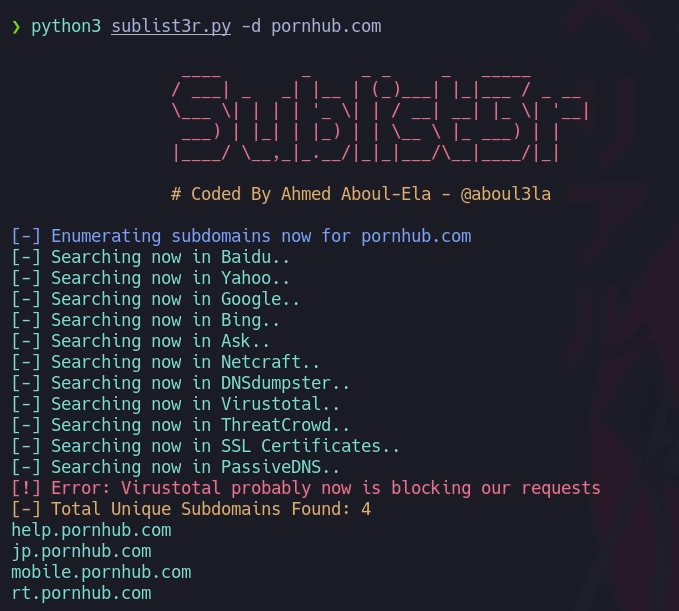 ❯ python3 sublist3r.py -d pornhub.com
Sublist3r
# Coded By Ahmed Aboul-Ela - @aboul3la
[-] Enumerating subdomains now for pornhub.com
[-] Searching now in Baidu..
[-] Searching now in Yahoo..
[-] Searching now in Google..
[-] Searching now in Bing..
[-] Searching now in Ask..
[-] Searching now in Netcraft..
[-] Searching now in DNSdumpster..
[-] Searching now in Virustotal..
[-] Searching now in ThreatCrowd..
[-] Searching now in SSL Certificates..
[-] Searching now in PassiveDNS..
[!] Error: Virustotal probably now is blocking our requests
[-] Total Unique Subdomains Found: 4
help.pornhub.com
jp.pornhub.com
mobile.pornhub.com
rt.pornhub.com